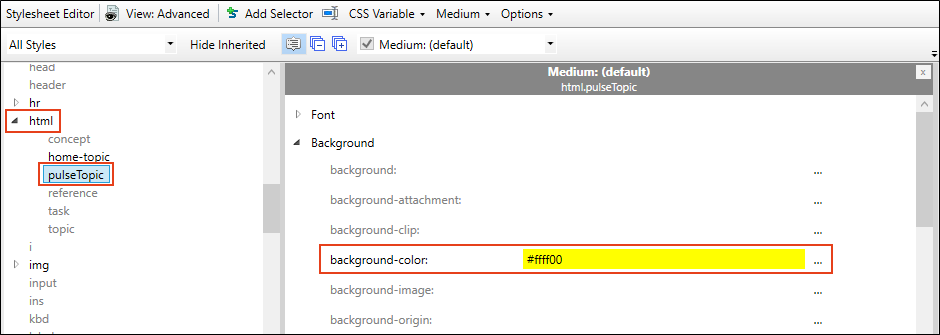 Stylesheet Editor View: Advanced Add Selector CSS Variable Medium Options
All Styles Hide Inherited Medium: (default)
head
header
hr
html
concept
home-topic
pulseTopic
reference
task
topic
i
img
input
ins
kbd
Medium: (default)
html.pulseTopic
Font
Background
background: ...
background-attachment: ...
background-clip: ...
background-color: #ffff00 ...
background-image: ...
background-origin: ...